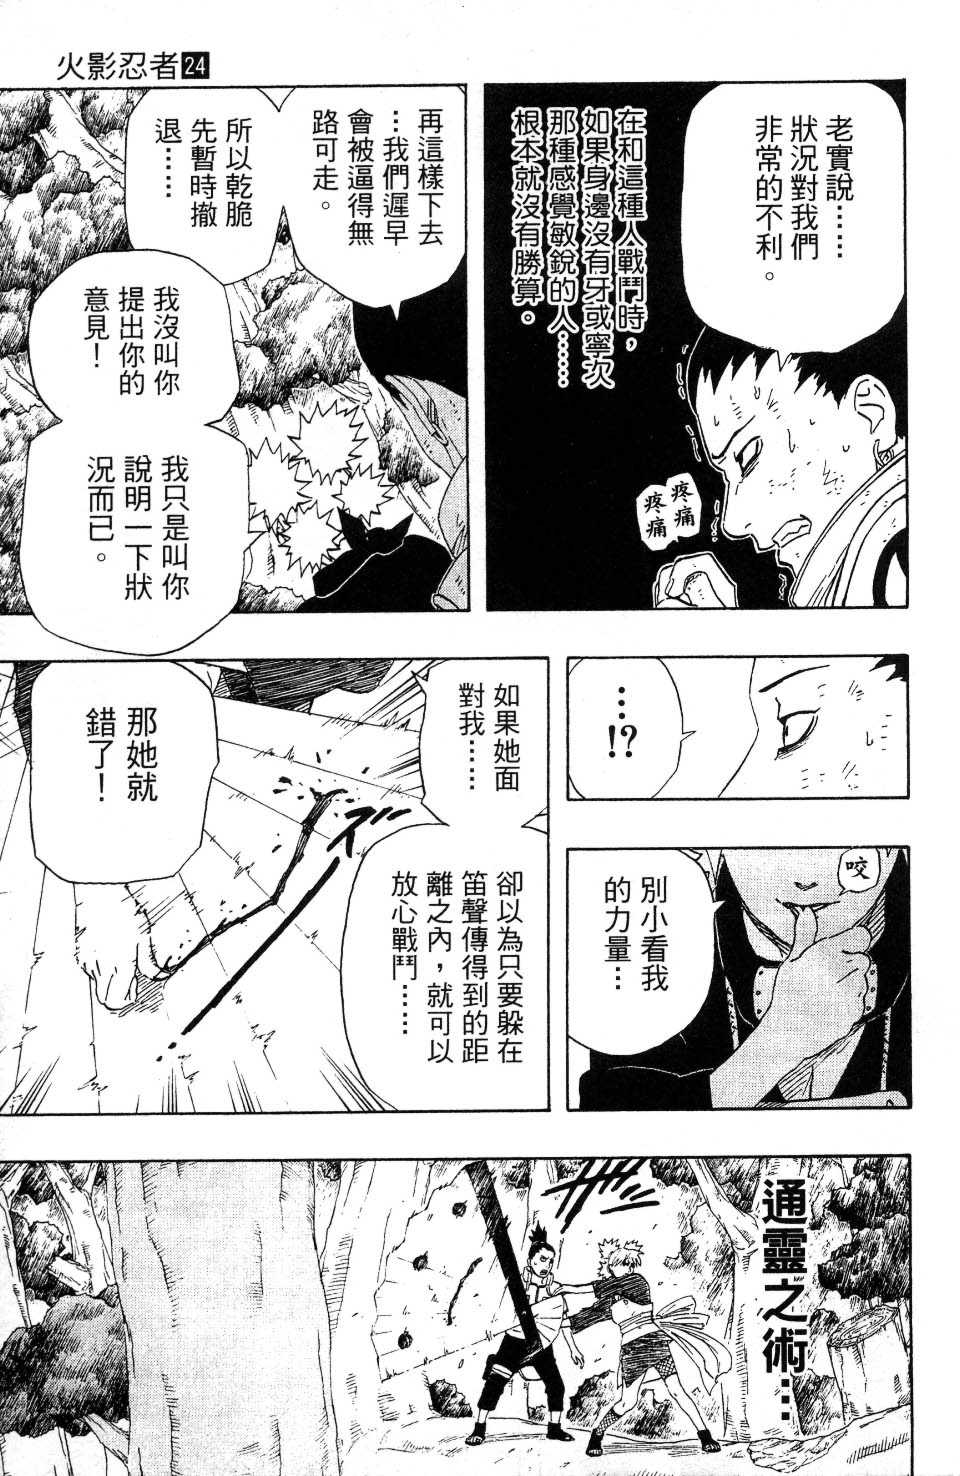 火影忍者24
老實說……
狀況對我們
非常的不利。
在和這種人戰鬥時，
如果身邊沒有牙或寧次
那種感覺敏銳的人……
根本就沒有勝算。
疼痛
疼痛
再這樣下去
…我們遲早
會被逼得無
路可走。
所以乾脆
先暫時撤
退……
我沒叫你
提出你的
意見！
我只是叫你
說明一下狀
況而已。
…!?
咬
別小看我
的力量…
如果她面
對我……
卻以為只要躲在
笛聲傳得到的距
離之內，就可以
放心戰鬥……
ズズ
那她就
錯了！
通靈之術…